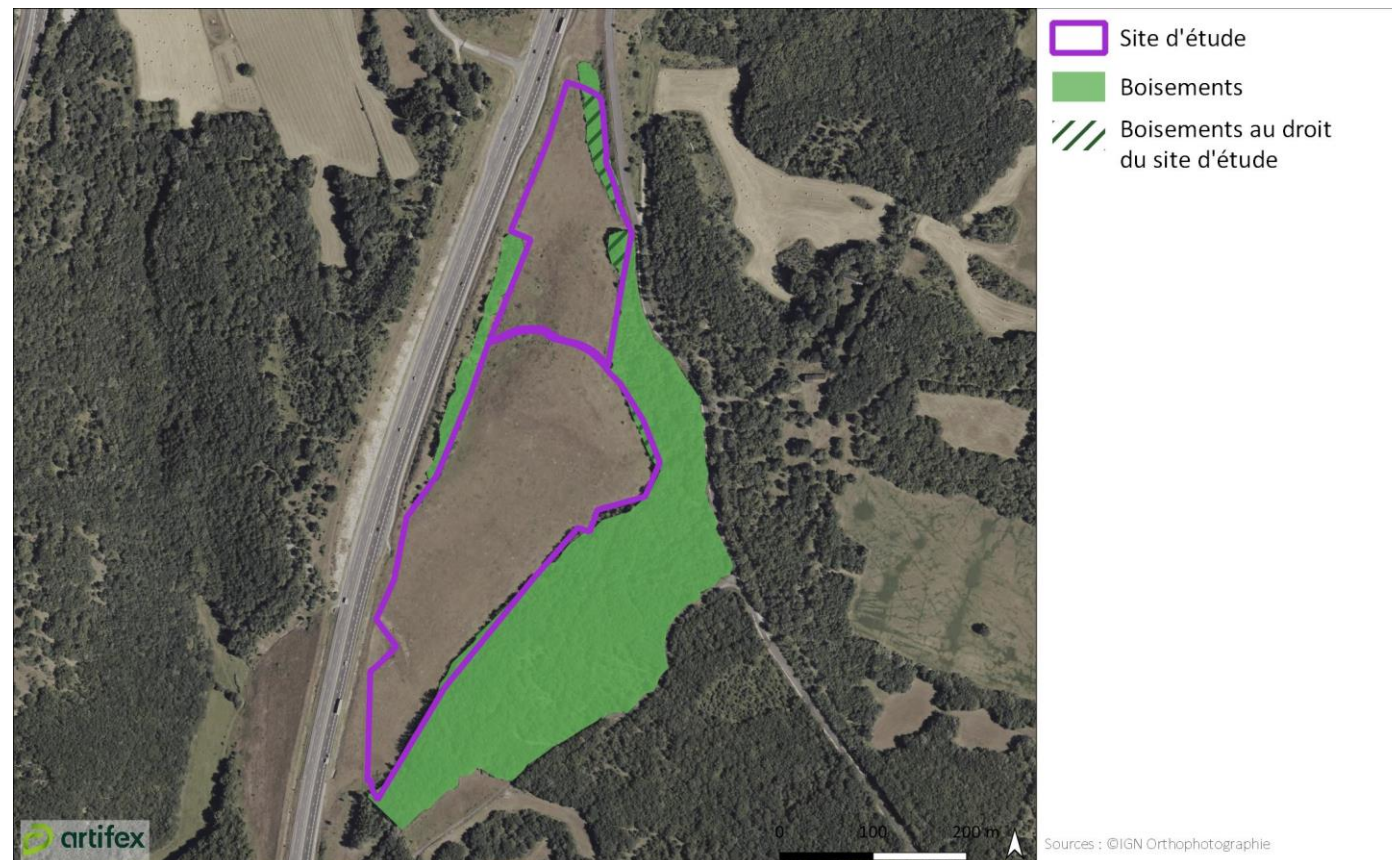 Site d'étude
Boisements
Boisements au droit
du site d'étude
artifex
0 100 200 m
Sources : ©IGN Orthophotographie